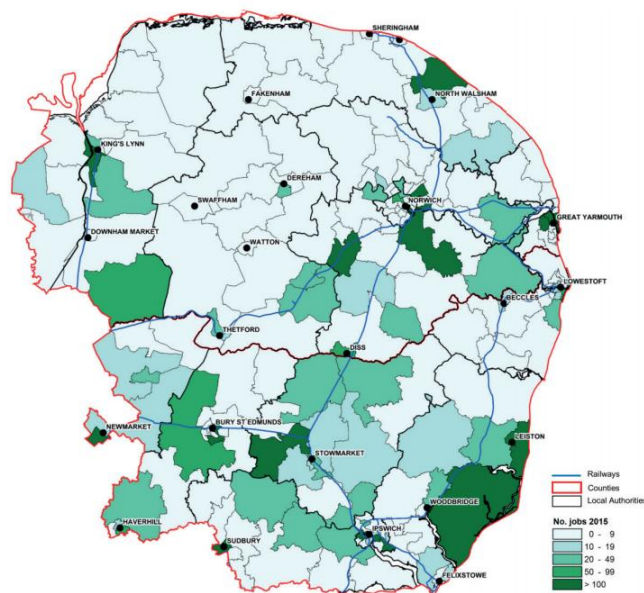 SHERINGHAM
FAKENHAM
NORTH WALSHAM
KING'S LYNN
DEREHAM
SWAFFHAM
NORWICH
GREAT YARMOUTH
DOWNHAM MARKET
WATTON
LOWESTOFT
BECCLES
THETFORD
DISS
NEWMARKET
BURY ST EDMUNDS
LEISTON
STOWMARKET
WOODBRIDGE
HAVERHILL
IPSWICH
SUDBURY
FELIXSTOWE
Railways
Counties
Local Authorities
No. jobs 2015
0 - 9
10 - 19
20 - 49
50 - 99
> 100